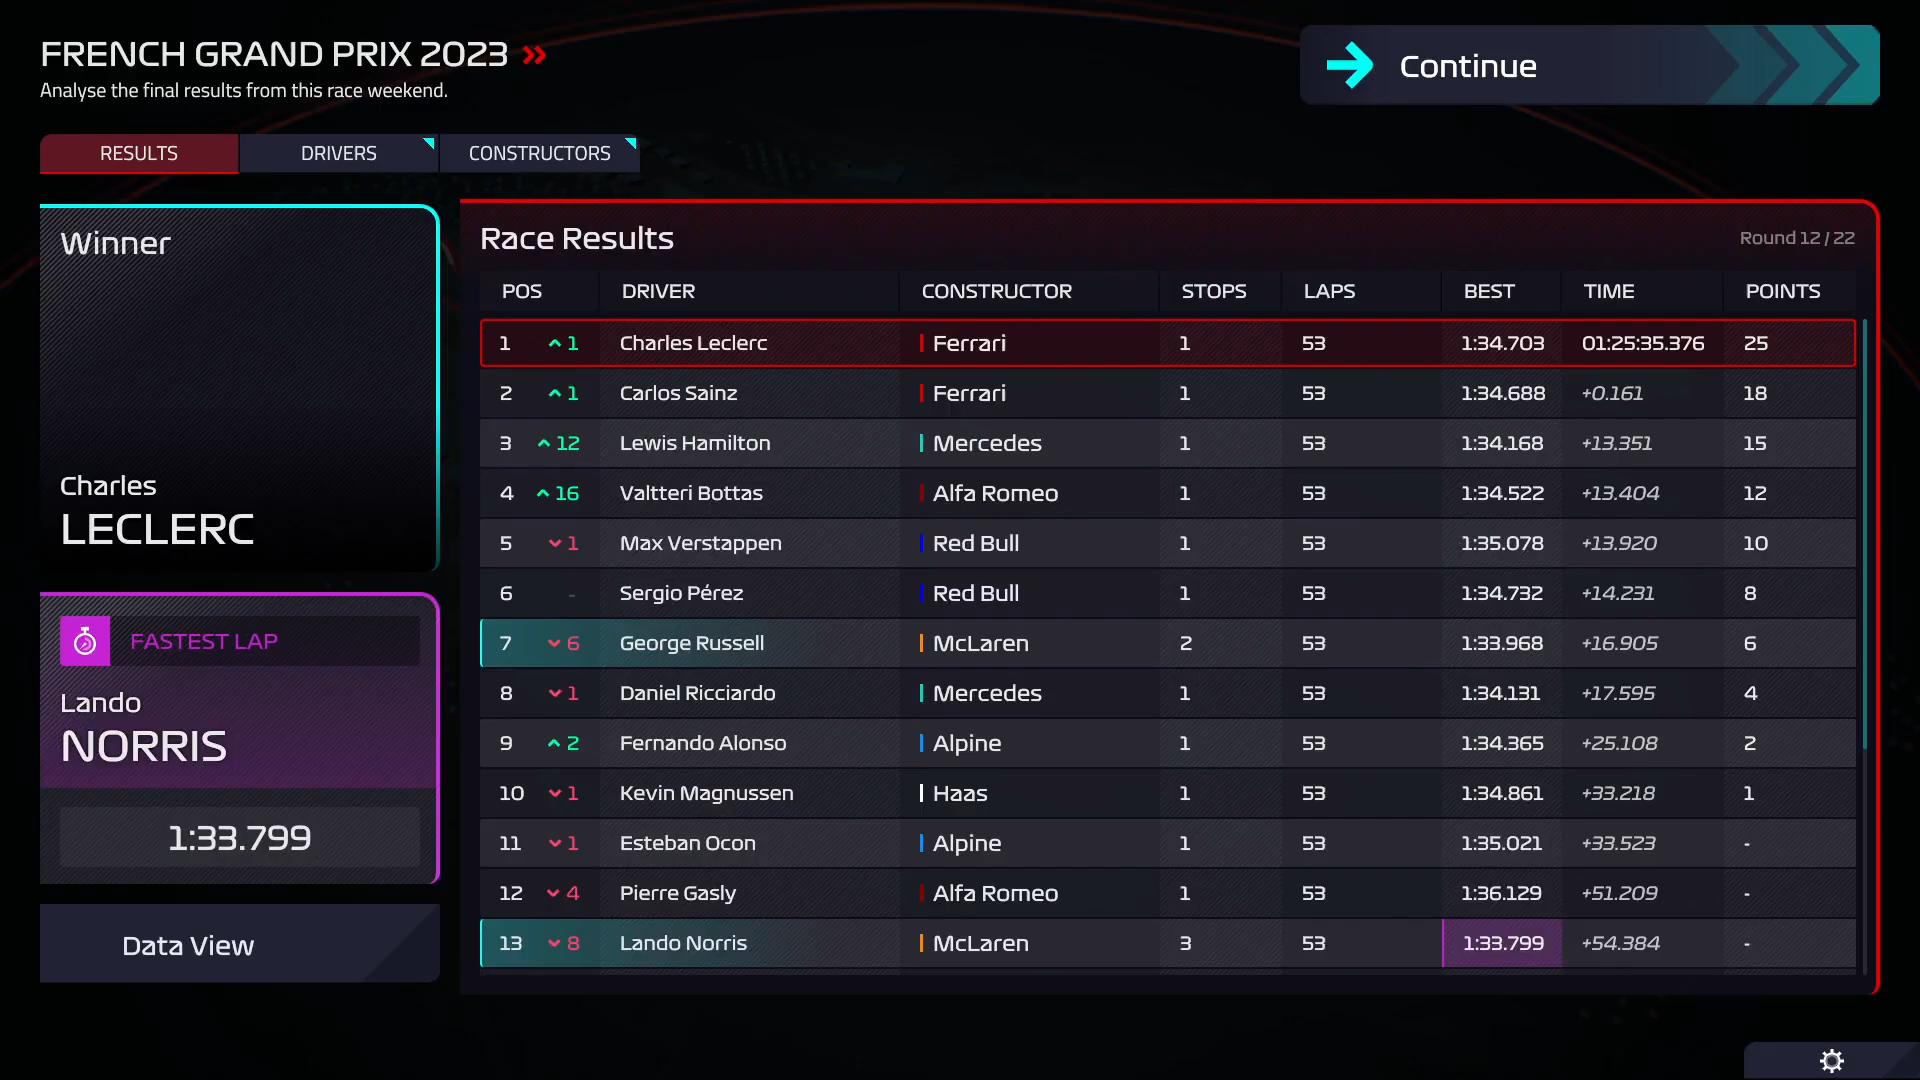 FRENCH GRAND PRIX 2023
Analyse the final results from this race weekend.
Continue
RESULTS DRIVERS CONSTRUCTORS
Winner
Charles
LECLERC
FASTEST LAP
Lando
NORRIS
1:33.799
Data View
Race Results
Round 12 / 22
POS DRIVER CONSTRUCTOR STOPS LAPS BEST TIME POINTS
1 1 Charles Leclerc Ferrari 1 53 1:34.703 01:25:35.376 25
2 1 Carlos Sainz Ferrari 1 53 1:34.688 +0.161 18
3 12 Lewis Hamilton Mercedes 1 53 1:34.168 +13.351 15
4 16 Valtteri Bottas Alfa Romeo 1 53 1:34.522 +13.404 12
5 1 Max Verstappen Red Bull 1 53 1:35.078 +13.920 10
6 - Sergio Pérez Red Bull 1 53 1:34.732 +14.231 8
7 6 George Russell McLaren 2 53 1:33.968 +16.905 6
8 1 Daniel Ricciardo Mercedes 1 53 1:34.131 +17.595 4
9 2 Fernando Alonso Alpine 1 53 1:34.365 +25.108 2
10 1 Kevin Magnussen Haas 1 53 1:34.861 +33.218 1
11 1 Esteban Ocon Alpine 1 53 1:35.021 +33.523 -
12 4 Pierre Gasly Alfa Romeo 1 53 1:36.129 +51.209 -
13 8 Lando Norris McLaren 3 53 1:33.799 +54.384 -